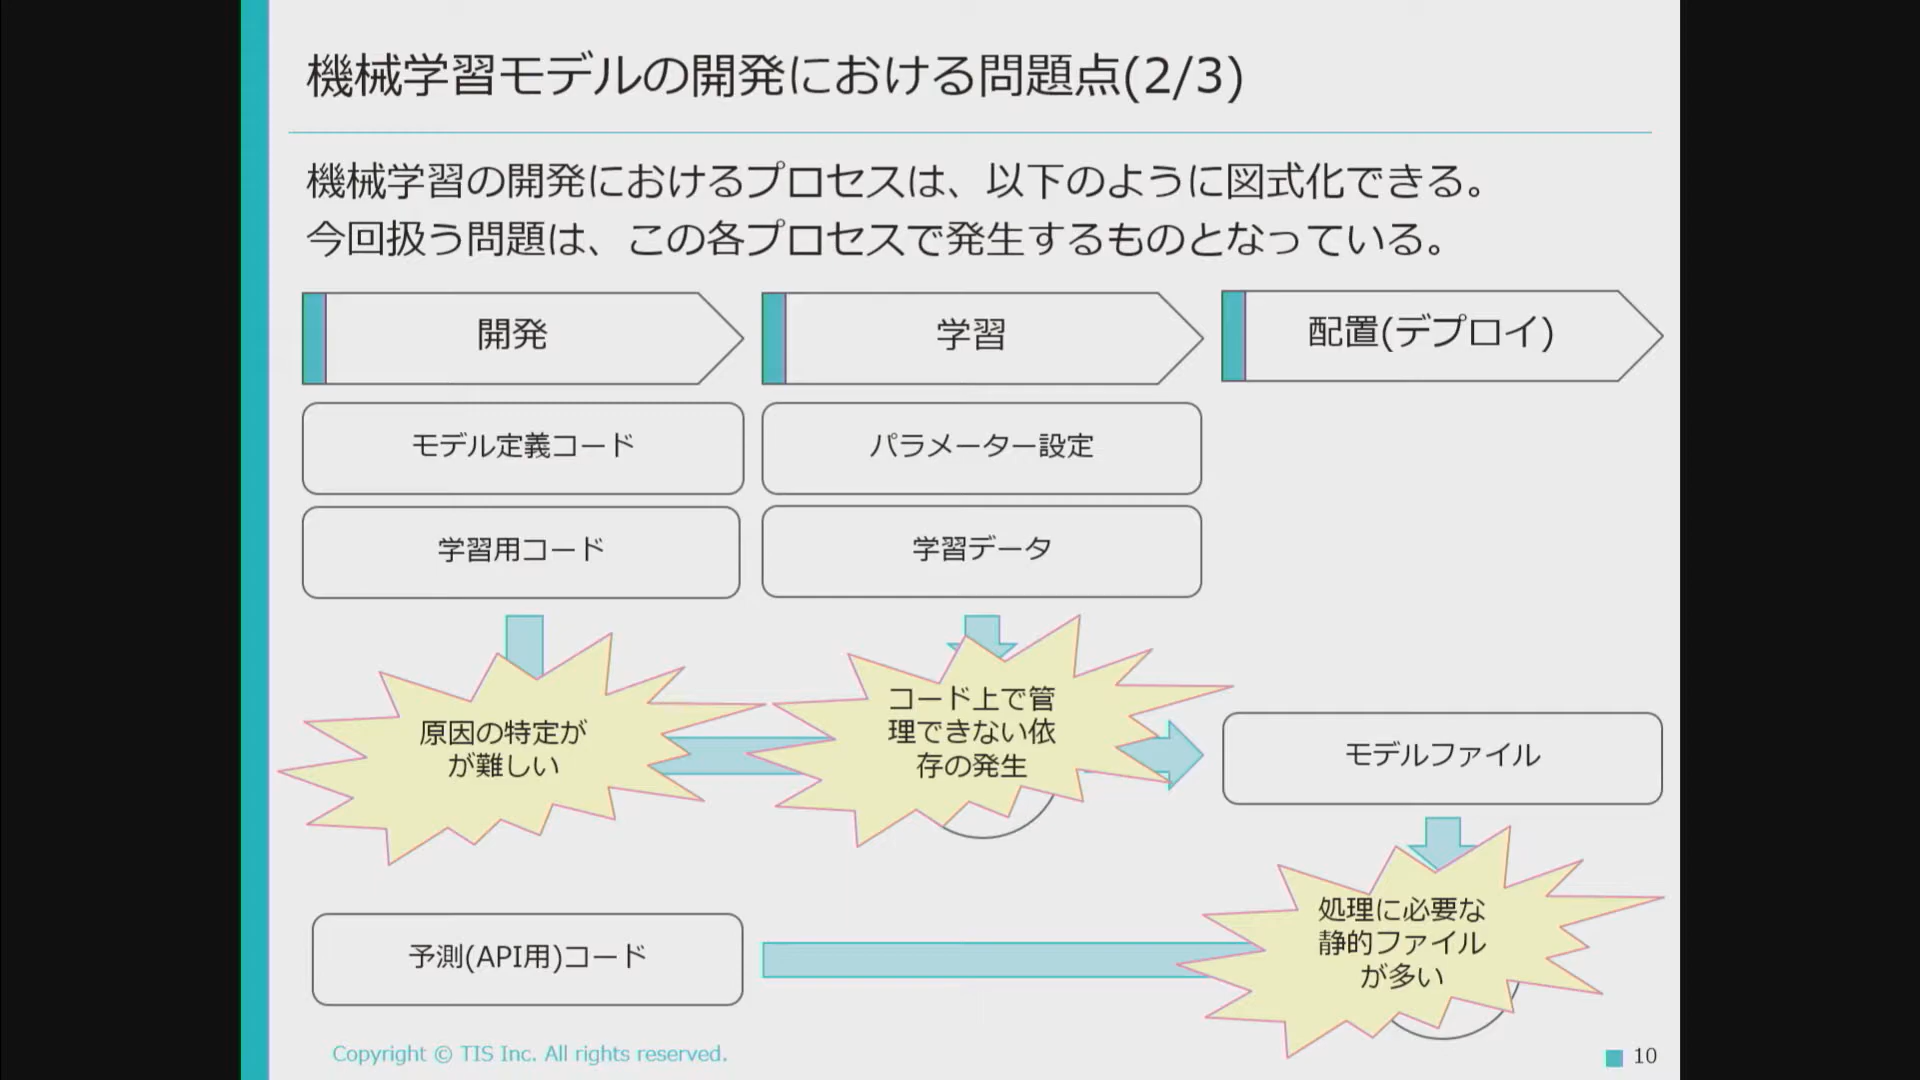 機械学習モデルの開発における問題点(2/3)
機械学習の開発におけるプロセスは、以下のように図式化できる。
今回扱う問題は、この各プロセスで発生するものとなっている。
開発
学習
配置(デプロイ)
モデル定義コード
パラメーター設定
学習用コード
学習データ
原因の特定が
が難しい
コード上で管
理できない依
存の発生
モデルファイル
処理に必要な
静的ファイル
が多い
予測(API用)コード
Copyright © TIS Inc. All rights reserved.
10